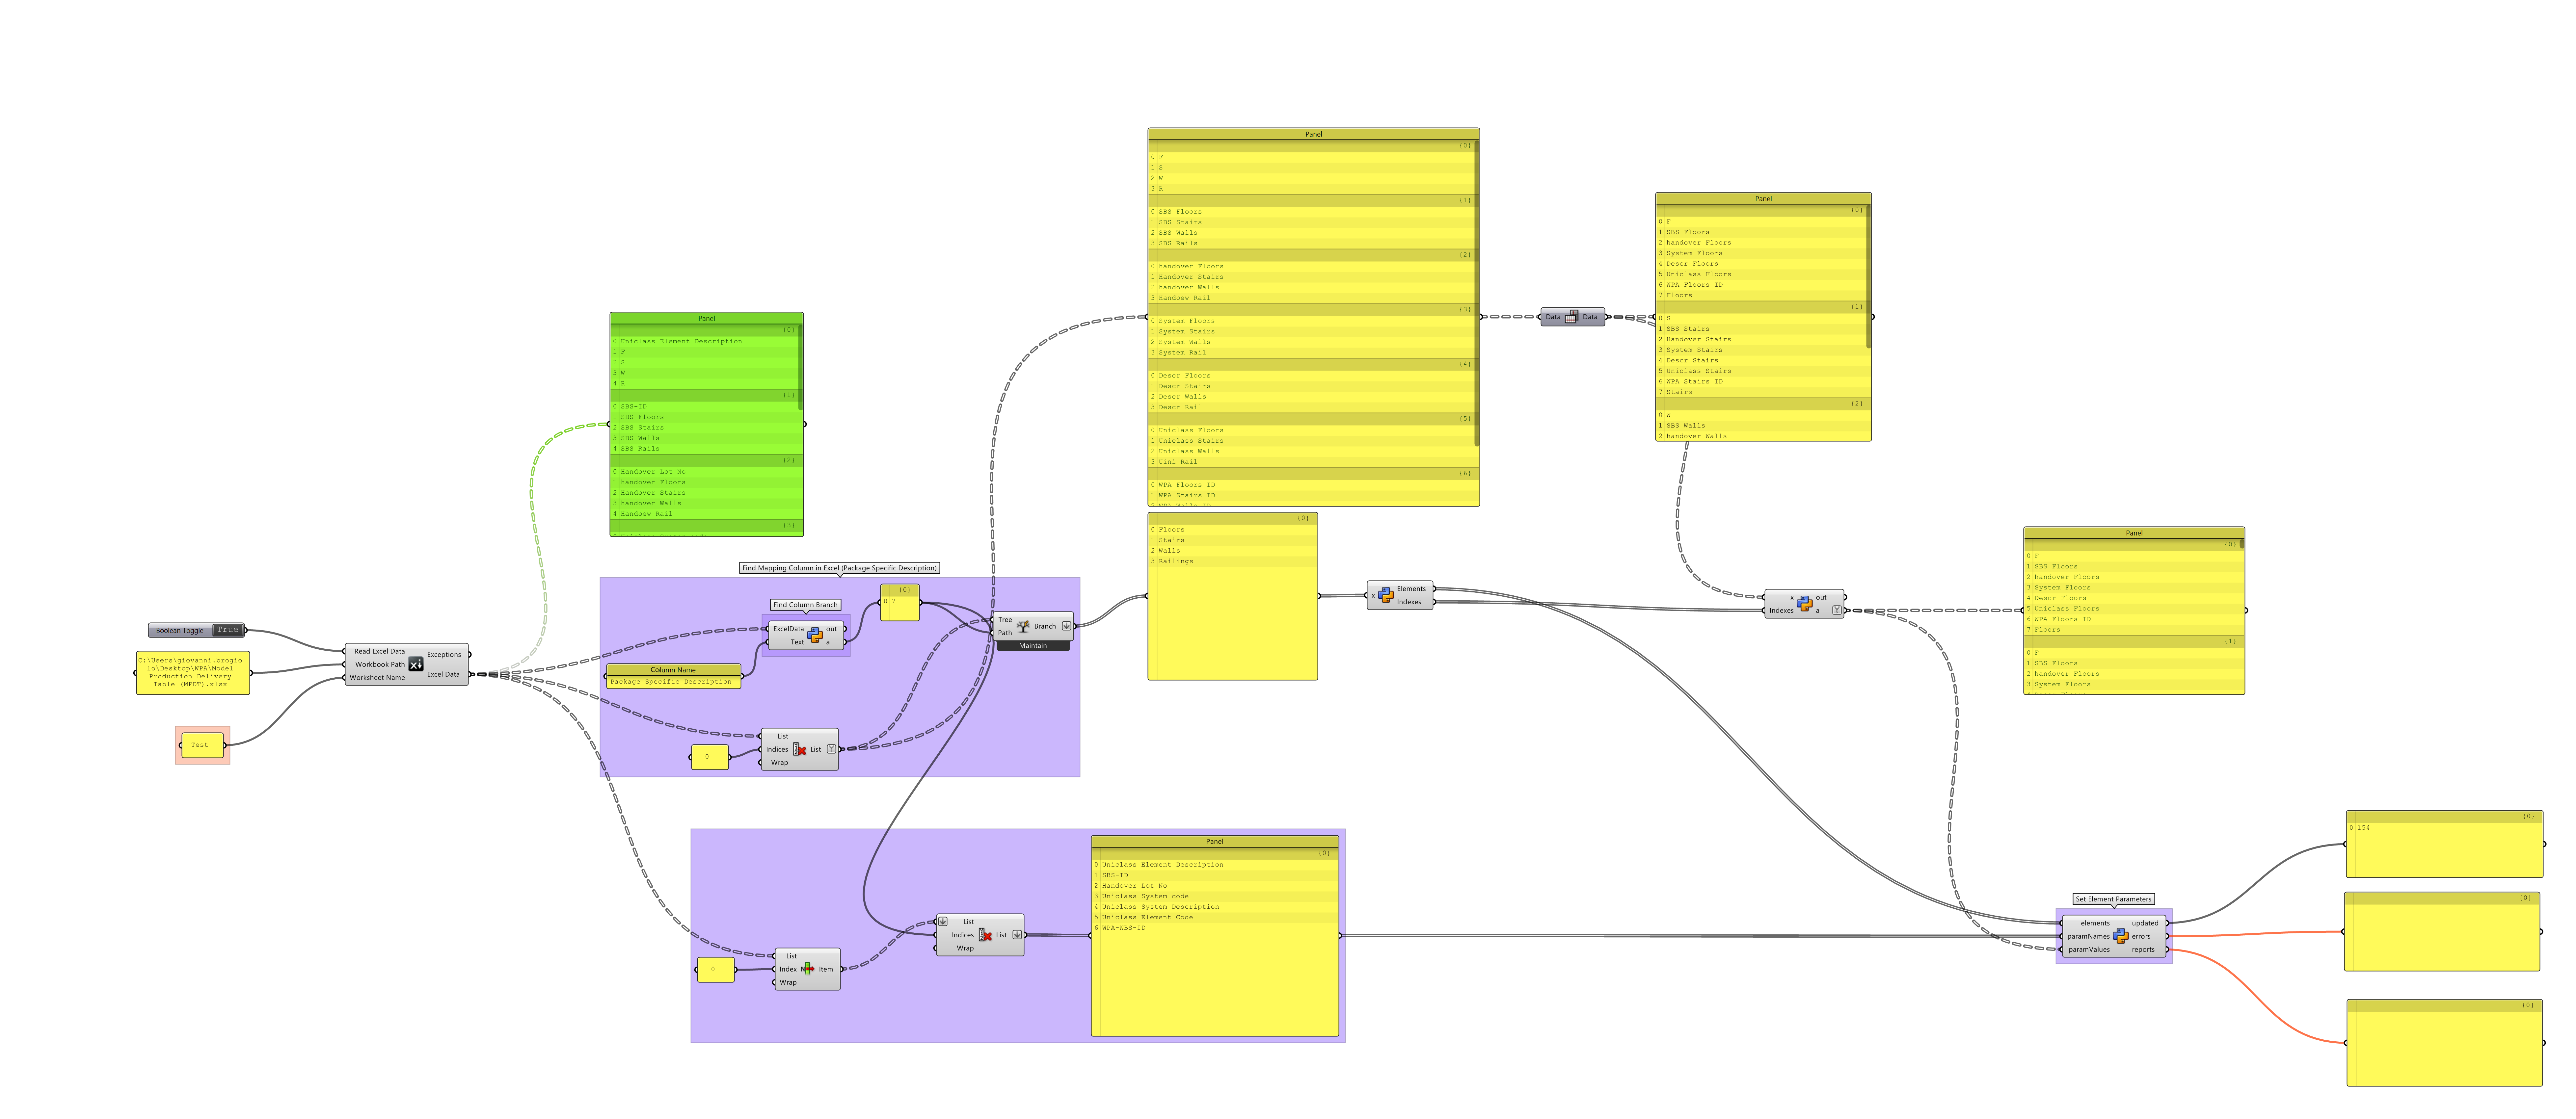 Boolean Toggle True
C:\Users\giovanni.brogio
lo\Desktop\WPA\Model
Production Delivery
Table (MPDT).xlsx
Test
Read Excel Data
Workbook Path
Worksheet Name
Exceptions
Excel Data
Panel
{0}
0 Uniclass Element Description
1 F
2 S
3 W
4 R
{1}
0 SBS-ID
1 SBS Floors
2 SBS Stairs
3 SBS Walls
4 SBS Rails
{2}
0 Handover Lot No
1 handover Floors
2 Handover Stairs
3 handover Walls
4 Handoew Rail
{3}
Find Mapping Column in Excel (Package Specific Description)
Find Column Branch
ExcelData
Text
out
a
{0}
0 7
Column Name
Package Specific Description
Tree
Path
Branch
Maintain
0
List
Indices
Wrap
List
0
List
Index
Wrap
Item
List
Indices
Wrap
List
Panel
{0}
0 Uniclass Element Description
1 SBS-ID
2 Handover Lot No
3 Uniclass System code
4 Uniclass System Description
5 Uniclass Element Code
6 WPA-WBS-ID
Panel
{0}
0 F
1 S
2 W
3 R
{1}
0 SBS Floors
1 SBS Stairs
2 SBS Walls
3 SBS Rails
{2}
0 handover Floors
1 Handover Stairs
2 handover Walls
3 Handoew Rail
{3}
0 System Floors
1 System Stairs
2 System Walls
3 System Rail
{4}
0 Descr Floors
1 Descr Stairs
2 Descr Walls
3 Descr Rail
{5}
0 Uniclass Floors
1 Uniclass Stairs
2 Uniclass Walls
3 Uini Rail
{6}
0 WPA Floors ID
1 WPA Stairs ID
{0}
0 Floors
1 Stairs
2 Walls
3 Railings
x
Elements
Indexes
Data Data
Panel
{0}
0 F
1 SBS Floors
2 handover Floors
3 System Floors
4 Descr Floors
5 Uniclass Floors
6 WPA Floors ID
7 Floors
{1}
0 S
1 SBS Stairs
2 Handover Stairs
3 System Stairs
4 Descr Stairs
5 Uniclass Stairs
6 WPA Stairs ID
7 Stairs
{2}
0 W
1 SBS Walls
2 handover Walls
x
Indexes
out
a
Panel
{0}
0 F
1 SBS Floors
2 handover Floors
3 System Floors
4 Descr Floors
5 Uniclass Floors
6 WPA Floors ID
7 Floors
{1}
0 F
1 SBS Floors
2 handover Floors
3 System Floors
Set Element Parameters
elements
paramNames
paramValues
updated
errors
reports
{0}
0 154
{0}
{0}